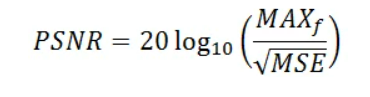 PSNR = 20 log₁₀ (MAX_f / √MSE)